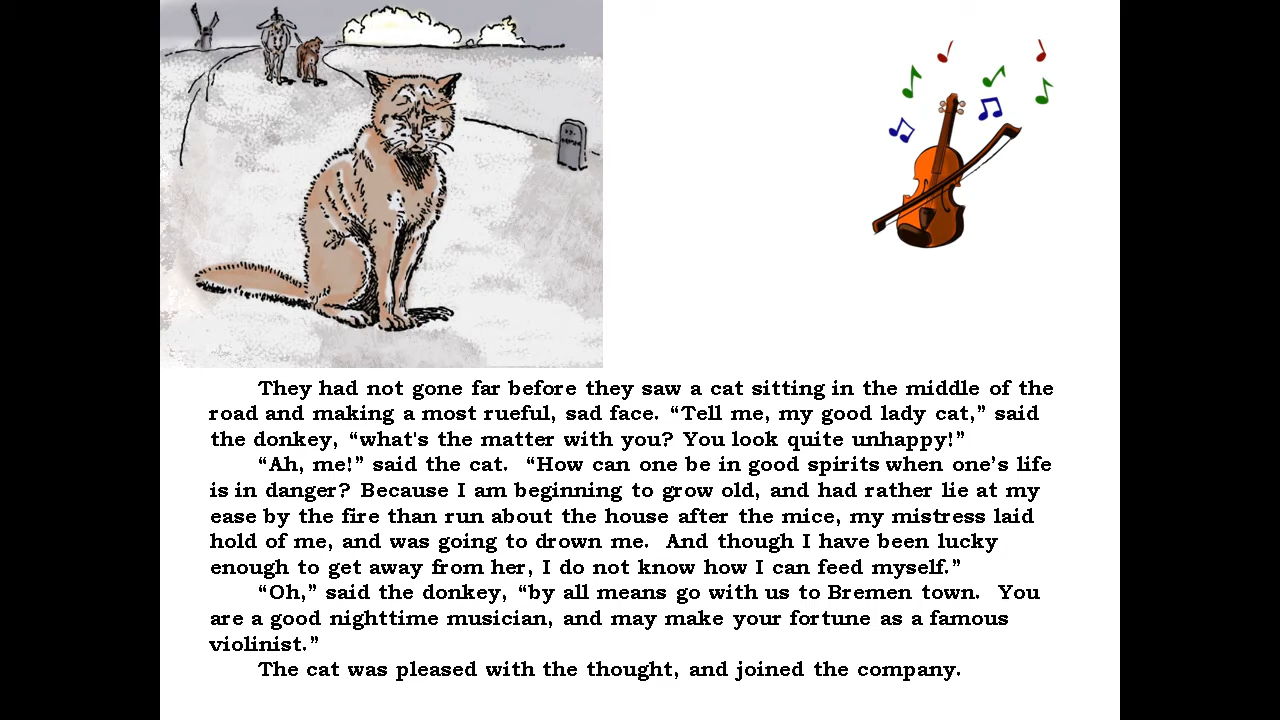 They had not gone far before they saw a cat sitting in the middle of the
road and making a most rueful, sad face. “Tell me, my good lady cat,” said
the donkey, “what's the matter with you? You look quite unhappy!”
“Ah, me!” said the cat.  “How can one be in good spirits when one’s life
is in danger? Because I am beginning to grow old, and had rather lie at my
ease by the fire than run about the house after the mice, my mistress laid
hold of me, and was going to drown me.  And though I have been lucky
enough to get away from her, I do not know how I can feed myself.”
“Oh,” said the donkey, “by all means go with us to Bremen town.  You
are a good nighttime musician, and may make your fortune as a famous
violinist.”
The cat was pleased with the thought, and joined the company.